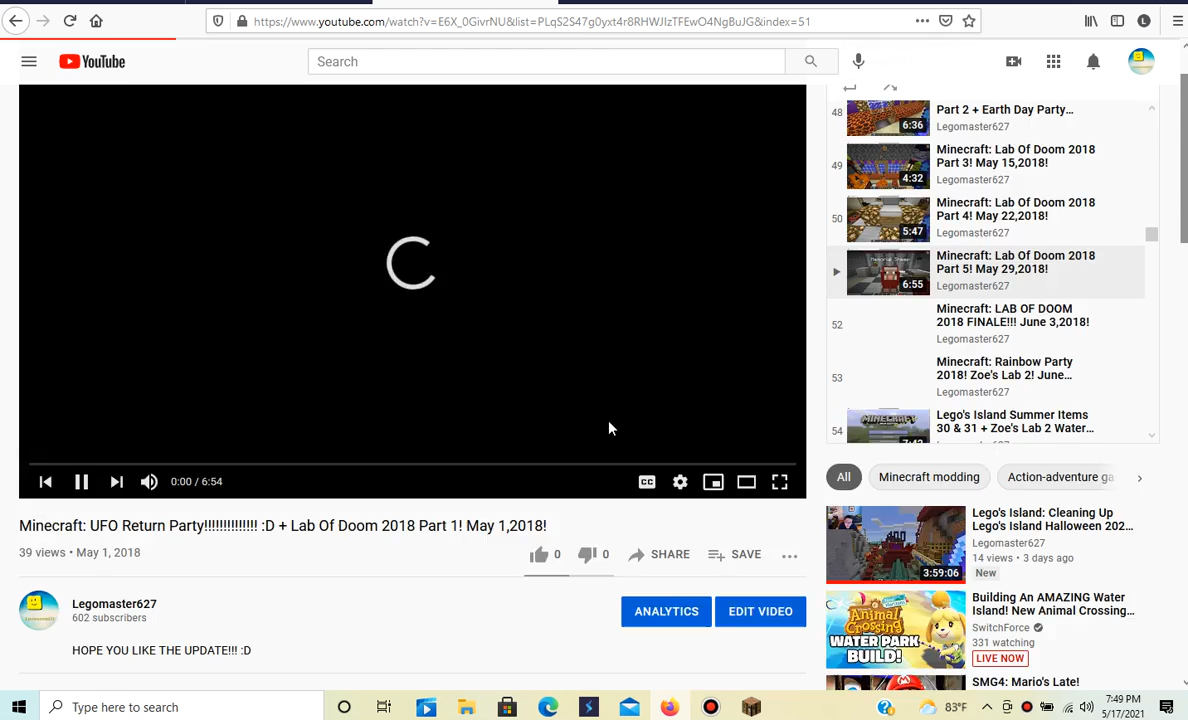 https://www.youtube.com/watch?v=E6X_0GivrNU&list=PLqS2S47g0yxt4r8RHWJIzTFEwO4NgBuJG&index=51
YouTube
Search
48
Part 2 + Earth Day Party...
Legomaster627
6:36
49
Minecraft: Lab Of Doom 2018
Part 3! May 15,2018!
Legomaster627
4:32
50
Minecraft: Lab Of Doom 2018
Part 4! May 22,2018!
Legomaster627
5:47
Minecraft: Lab Of Doom 2018
Part 5! May 29,2018!
Legomaster627
6:55
52
Minecraft: LAB OF DOOM
2018 FINALE!!! June 3,2018!
Legomaster627
53
Minecraft: Rainbow Party
2018! Zoe's Lab 2! June...
Legomaster627
54
Lego's Island Summer Items
30 & 31 + Zoe's Lab 2 Water...
MINECRAFT
0:00 / 6:54
CC
Minecraft: UFO Return Party!!!!!!!!!!!!!! :D + Lab Of Doom 2018 Part 1! May 1,2018!
39 views • May 1, 2018
0
0
SHARE
SAVE
Legomaster627
602 subscribers
ANALYTICS
EDIT VIDEO
HOPE YOU LIKE THE UPDATE!!! :D
All
Minecraft modding
Action-adventure ga
Lego's Island: Cleaning Up
Lego's Island Halloween 202...
Legomaster627
14 views • 3 days ago
New
3:59:06
Building An AMAZING Water
Island! New Animal Crossing...
SwitchForce
331 watching
LIVE NOW
Animal
Crossing
WATER PARK
BUILD!
SMG4: Mario's Late!
Type here to search
83°F
7:49 PM
5/17/2021